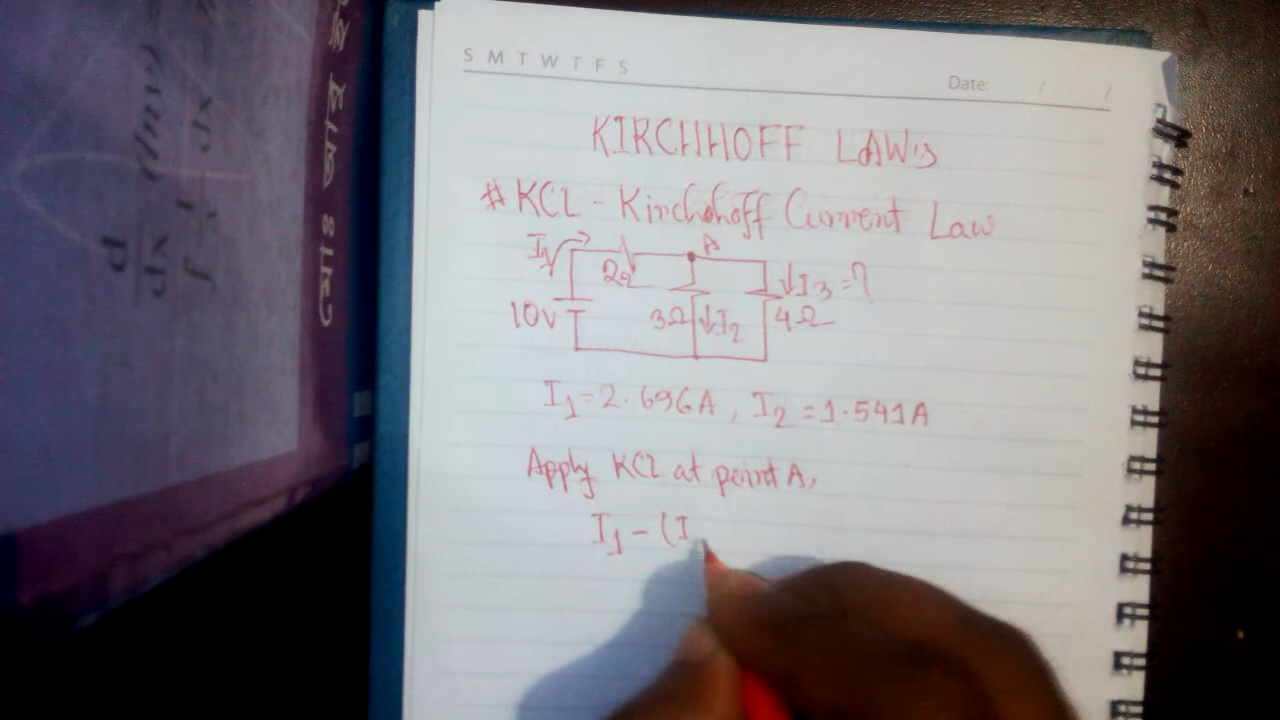 S M T W T F S
Date: / /
KIRCHHOFF LAW'S
# KCL - Kirchohoff Current Law
I1 2Ω A ↓I3 = ?
10V 3Ω ↓I2 4Ω
I1 = 2.696A , I2 = 1.541A
Apply KCL at point A,
I1 - (I